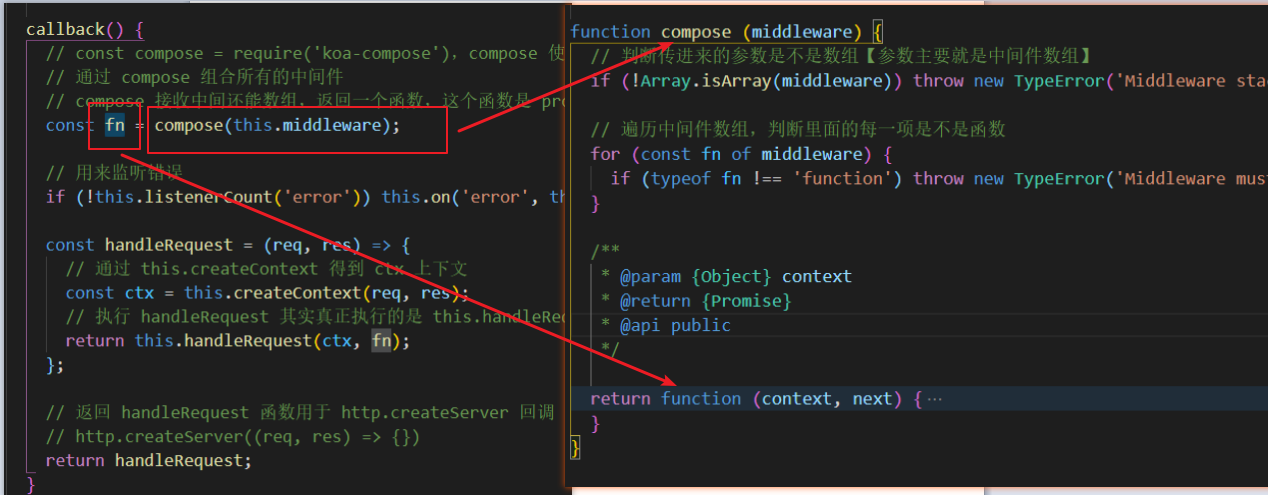 callback() {
// const compose = require('koa-compose'), compose 使
// 通过 compose 组合所有的中间件
// compose 接收中间还能数组，返回一个函数，这个函数是 pro
const fn = compose(this.middleware);
// 用来监听错误
if (!this.listenerCount('error')) this.on('error', th
const handleRequest = (req, res) => {
// 通过 this.createContext 得到 ctx 上下文
const ctx = this.createContext(req, res);
// 执行 handleRequest 其实真正执行的是 this.handleRec
return this.handleRequest(ctx, fn);
};
// 返回 handleRequest 函数用于 http.createServer 回调
// http.createServer((req, res) => {})
return handleRequest;
}
function compose (middleware) {
// 判断传进来的参数是不是数组【参数主要就是中间件数组】
if (!Array.isArray(middleware)) throw new TypeError('Middleware sta
// 遍历中间件数组，判断里面的每一项是不是函数
for (const fn of middleware) {
if (typeof fn !== 'function') throw new TypeError('Middleware must
}
/**
* @param {Object} context
* @return {Promise}
* @api public
*/
return function (context, next) {…
}
}